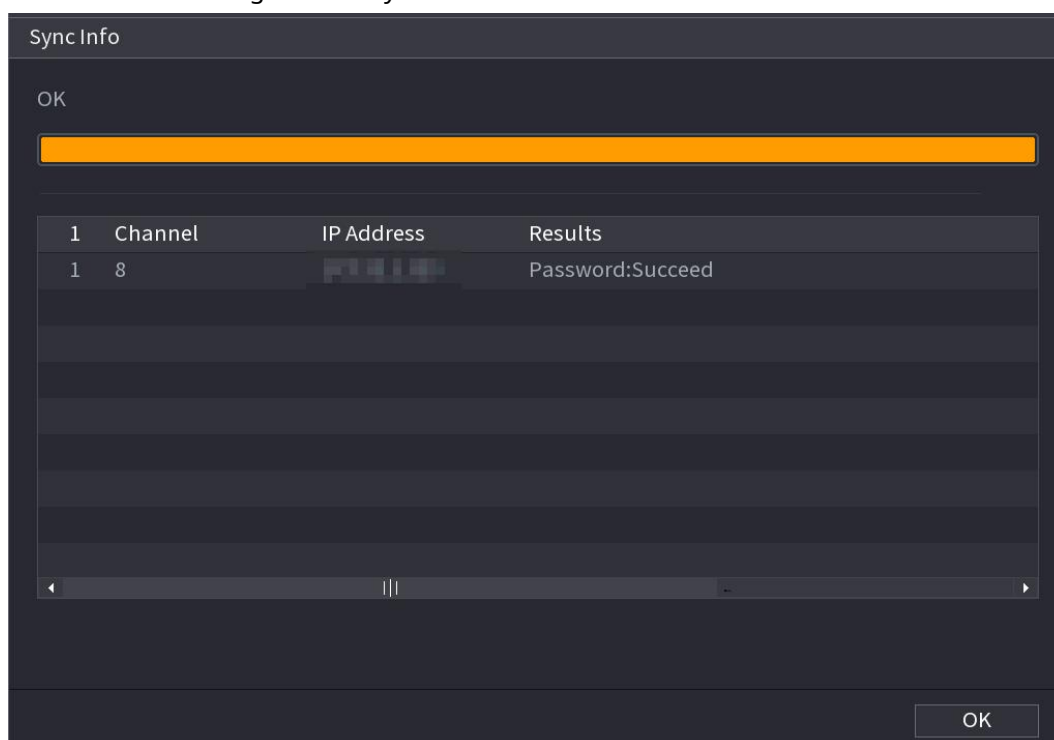 Sync Info
OK
1 Channel IP Address Results
1 8 Password:Succeed
OK